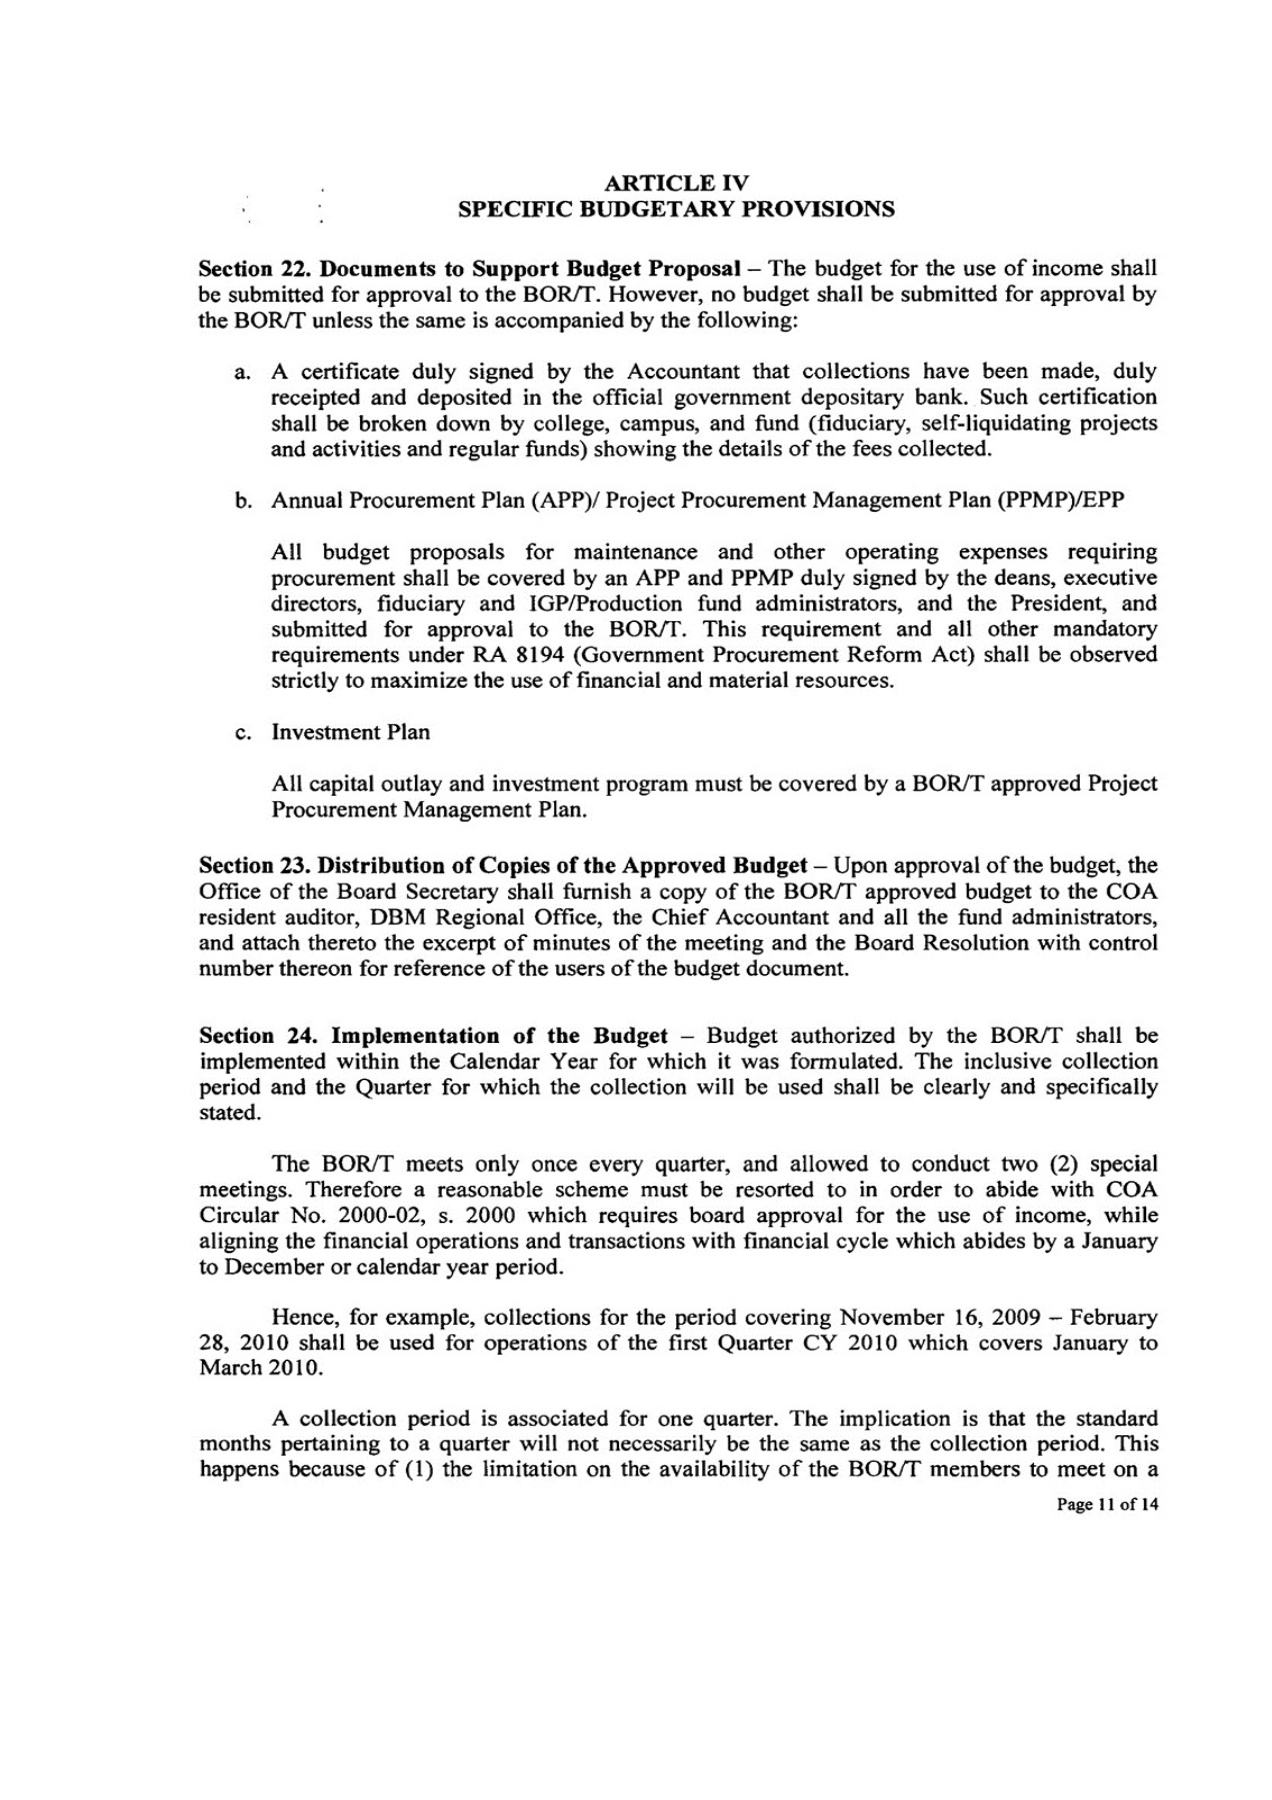 ARTICLE IV
SPECIFIC BUDGETARY PROVISIONS
Section 22. Documents to Support Budget Proposal – The budget for the use of income shall
be submitted for approval to the BOR/T. However, no budget shall be submitted for approval by
the BOR/T unless the same is accompanied by the following:
a. A certificate duly signed by the Accountant that collections have been made, duly
receipted and deposited in the official government depositary bank. Such certification
shall be broken down by college, campus, and fund (fiduciary, self-liquidating projects
and activities and regular funds) showing the details of the fees collected.
b. Annual Procurement Plan (APP)/ Project Procurement Management Plan (PPMP)/EPP
All budget proposals for maintenance and other operating expenses requiring
procurement shall be covered by an APP and PPMP duly signed by the deans, executive
directors, fiduciary and IGP/Production fund administrators, and the President, and
submitted for approval to the BOR/T. This requirement and all other mandatory
requirements under RA 8194 (Government Procurement Reform Act) shall be observed
strictly to maximize the use of financial and material resources.
c. Investment Plan
All capital outlay and investment program must be covered by a BOR/T approved Project
Procurement Management Plan.
Section 23. Distribution of Copies of the Approved Budget – Upon approval of the budget, the
Office of the Board Secretary shall furnish a copy of the BOR/T approved budget to the COA
resident auditor, DBM Regional Office, the Chief Accountant and all the fund administrators,
and attach thereto the excerpt of minutes of the meeting and the Board Resolution with control
number thereon for reference of the users of the budget document.
Section 24. Implementation of the Budget – Budget authorized by the BOR/T shall be
implemented within the Calendar Year for which it was formulated. The inclusive collection
period and the Quarter for which the collection will be used shall be clearly and specifically
stated.
The BOR/T meets only once every quarter, and allowed to conduct two (2) special
meetings. Therefore a reasonable scheme must be resorted to in order to abide with COA
Circular No. 2000-02, s. 2000 which requires board approval for the use of income, while
aligning the financial operations and transactions with financial cycle which abides by a January
to December or calendar year period.
Hence, for example, collections for the period covering November 16, 2009 – February
28, 2010 shall be used for operations of the first Quarter CY 2010 which covers January to
March 2010.
A collection period is associated for one quarter. The implication is that the standard
months pertaining to a quarter will not necessarily be the same as the collection period. This
happens because of (1) the limitation on the availability of the BOR/T members to meet on a
Page 11 of 14